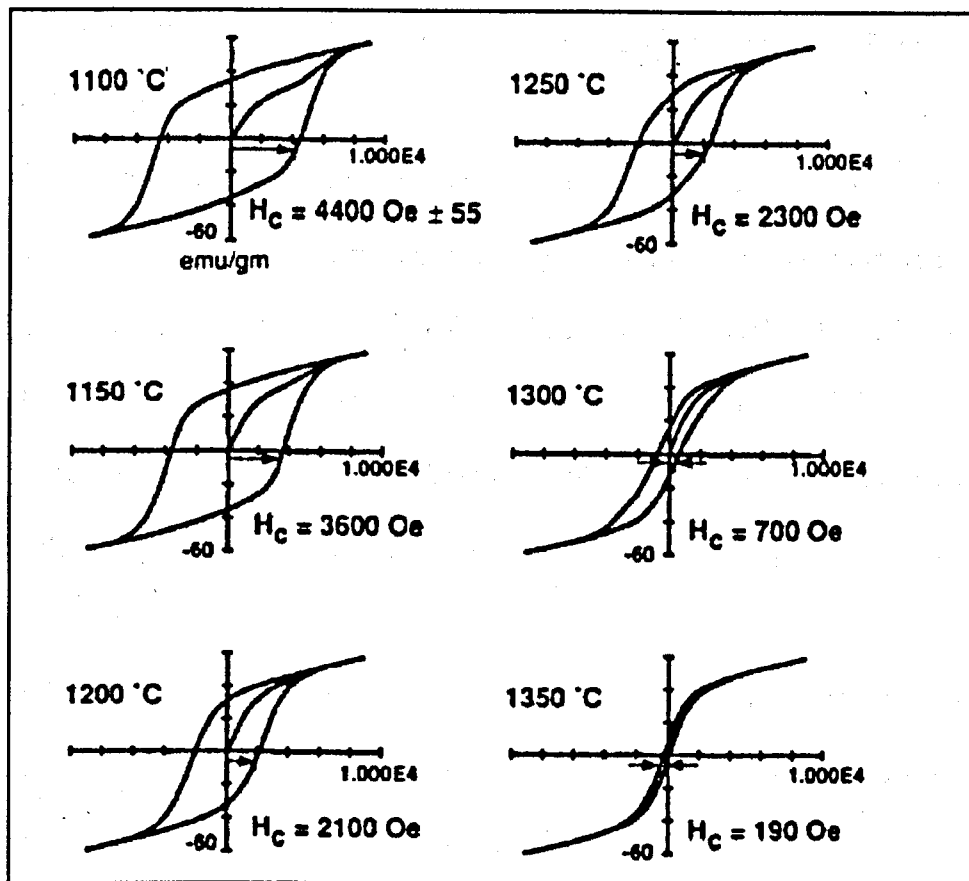 1100 °C
1.000E4
H_C = 4400 Oe ± 55
-60
emu/gm
1250 °C
1.000E4
H_C = 2300 Oe
-60
1150 °C
1.000E4
H_C = 3600 Oe
-60
1300 °C
1.000E4
H_C = 700 Oe
-60
1200 °C
1.000E4
H_C = 2100 Oe
-60
1350 °C
1.000E4
H_C = 190 Oe
-60